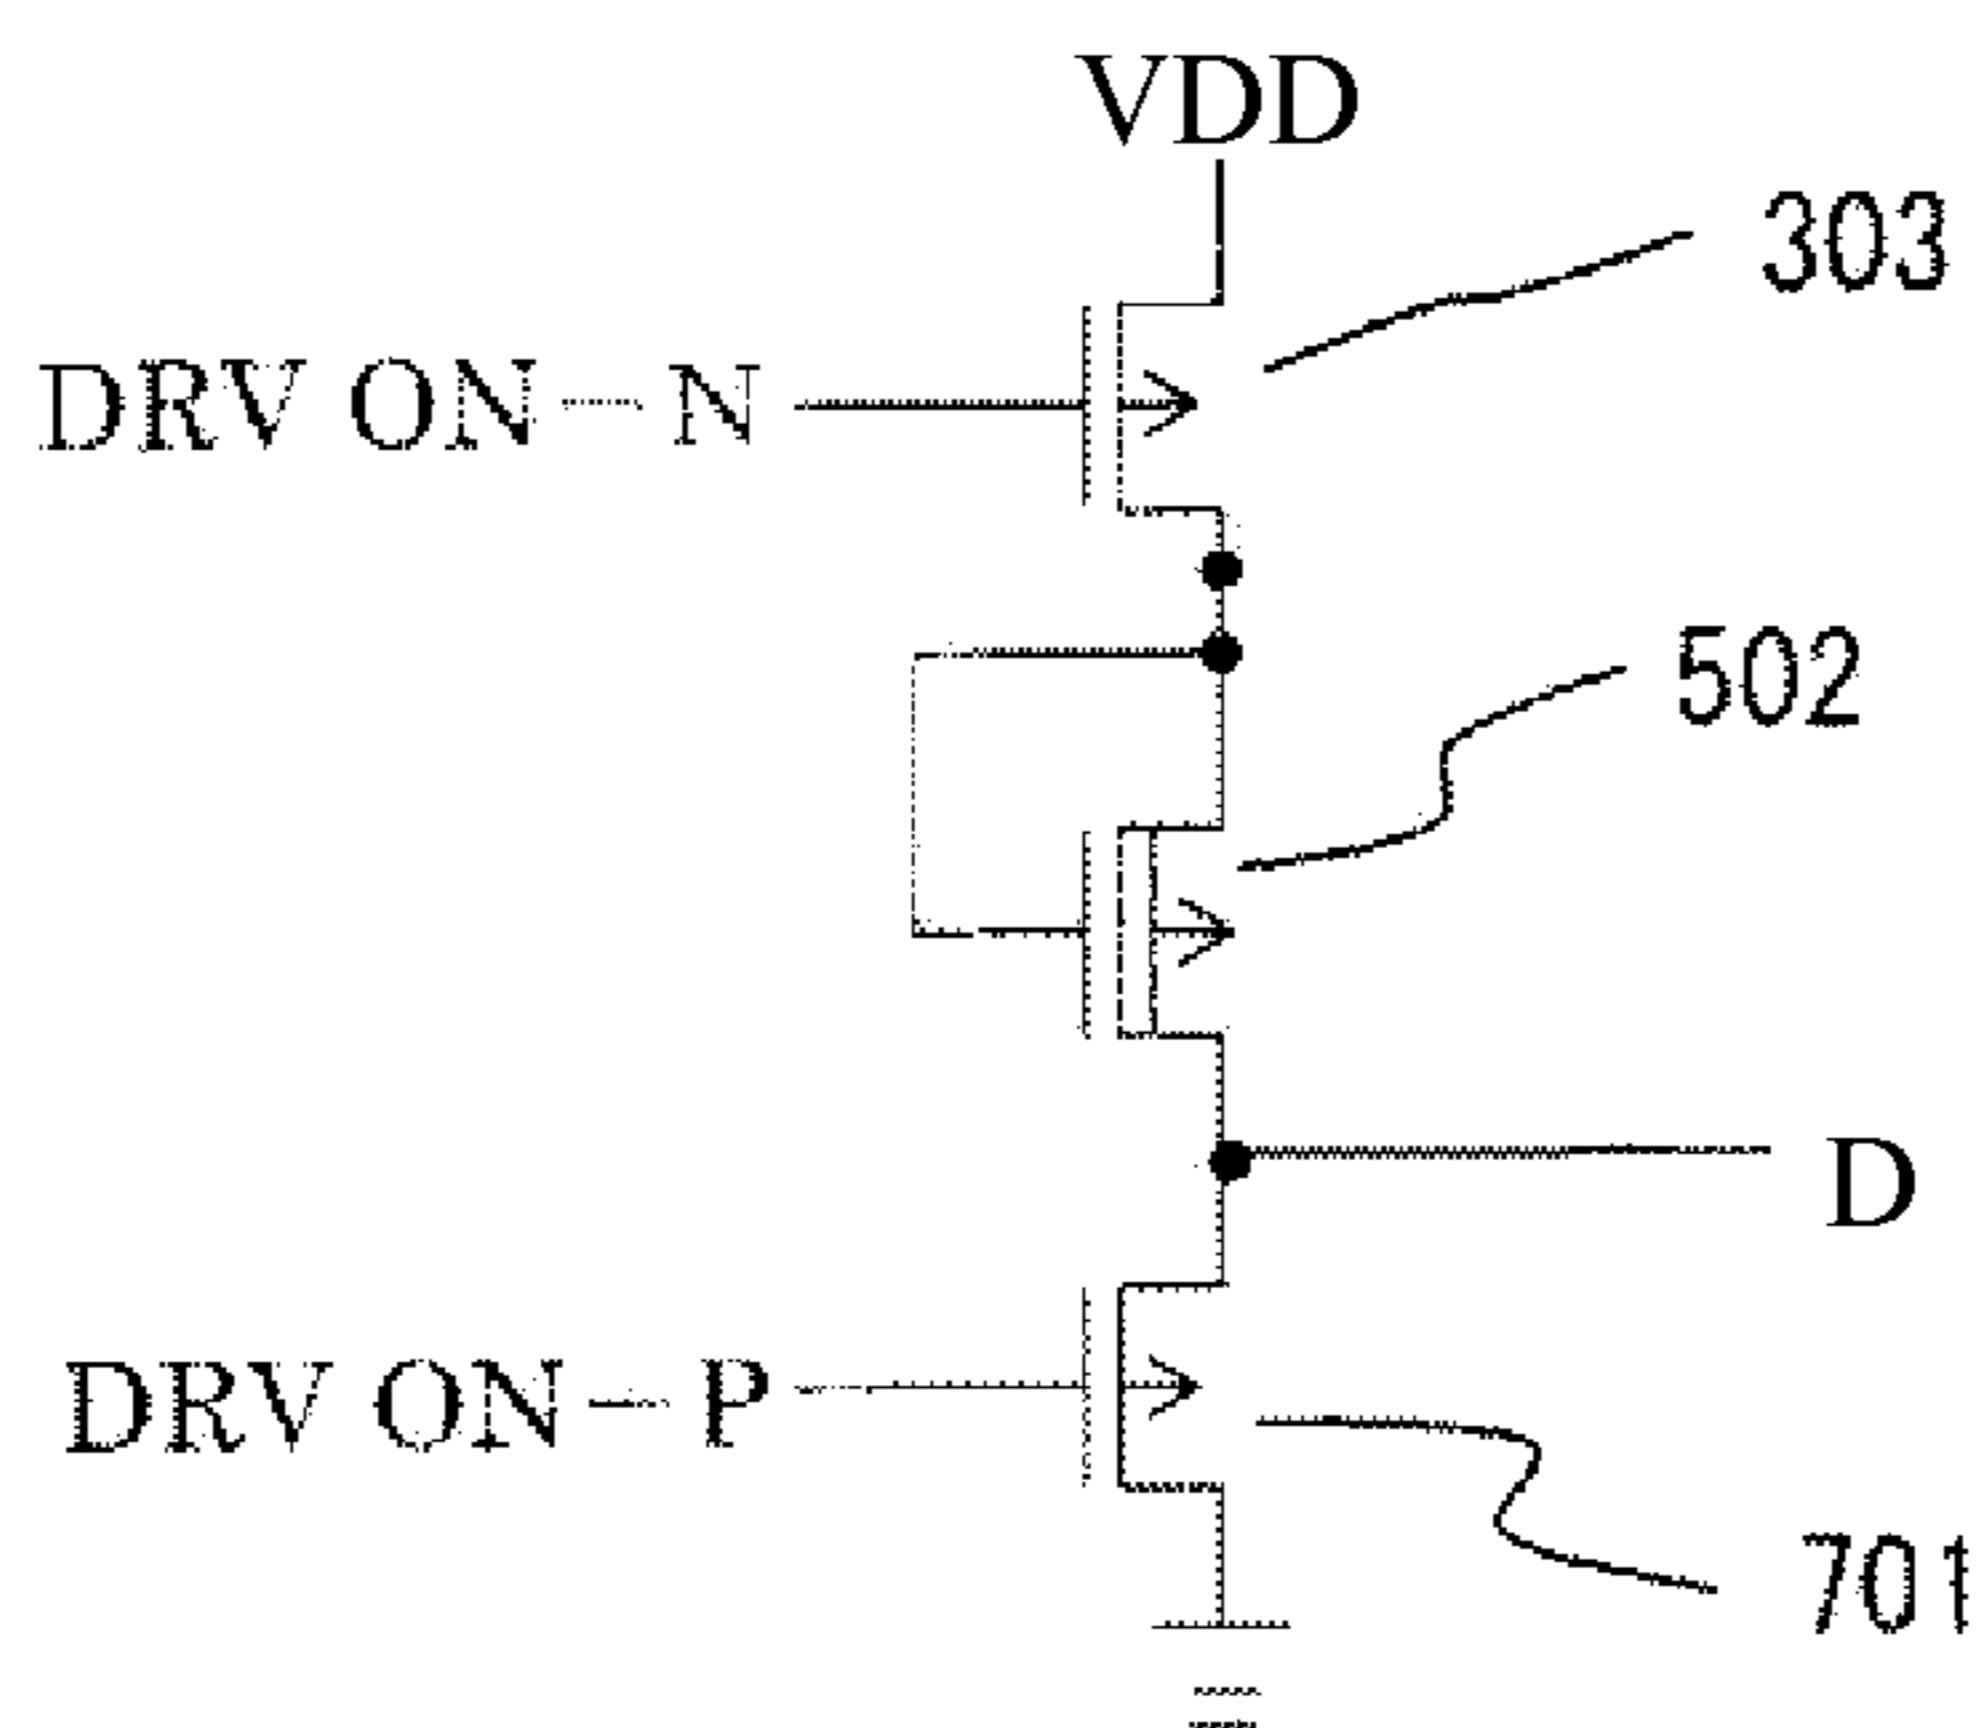 VDD
303
DRV ON — N
502
D
DRV ON — P
701